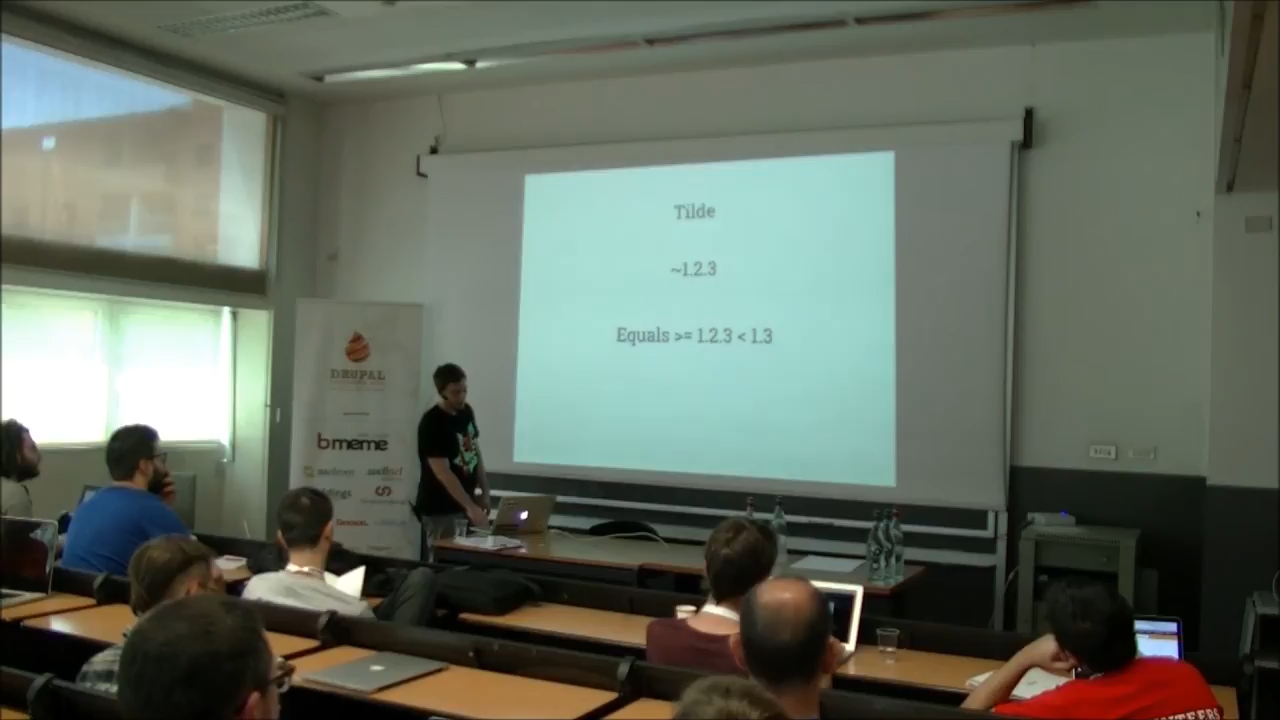 Tilde
~1.2.3
Equals >= 1.2.3 < 1.3
DRUPAL
bmeme